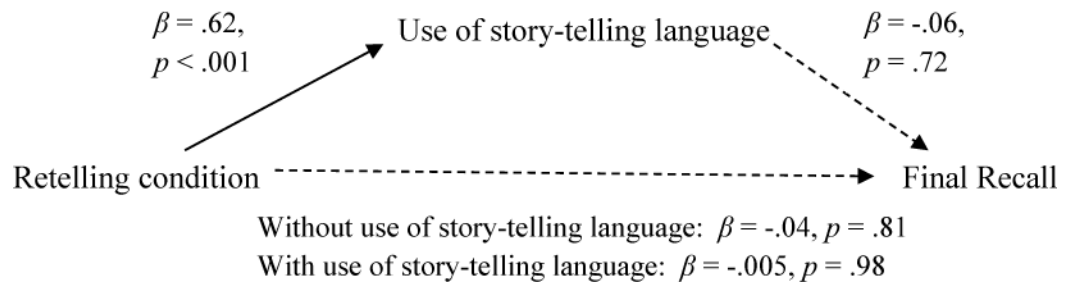 β = .62,
p < .001
Use of story-telling language
β = -.06,
p = .72
Retelling condition
Final Recall
Without use of story-telling language: β = -.04, p = .81
With use of story-telling language: β = -.005, p = .98